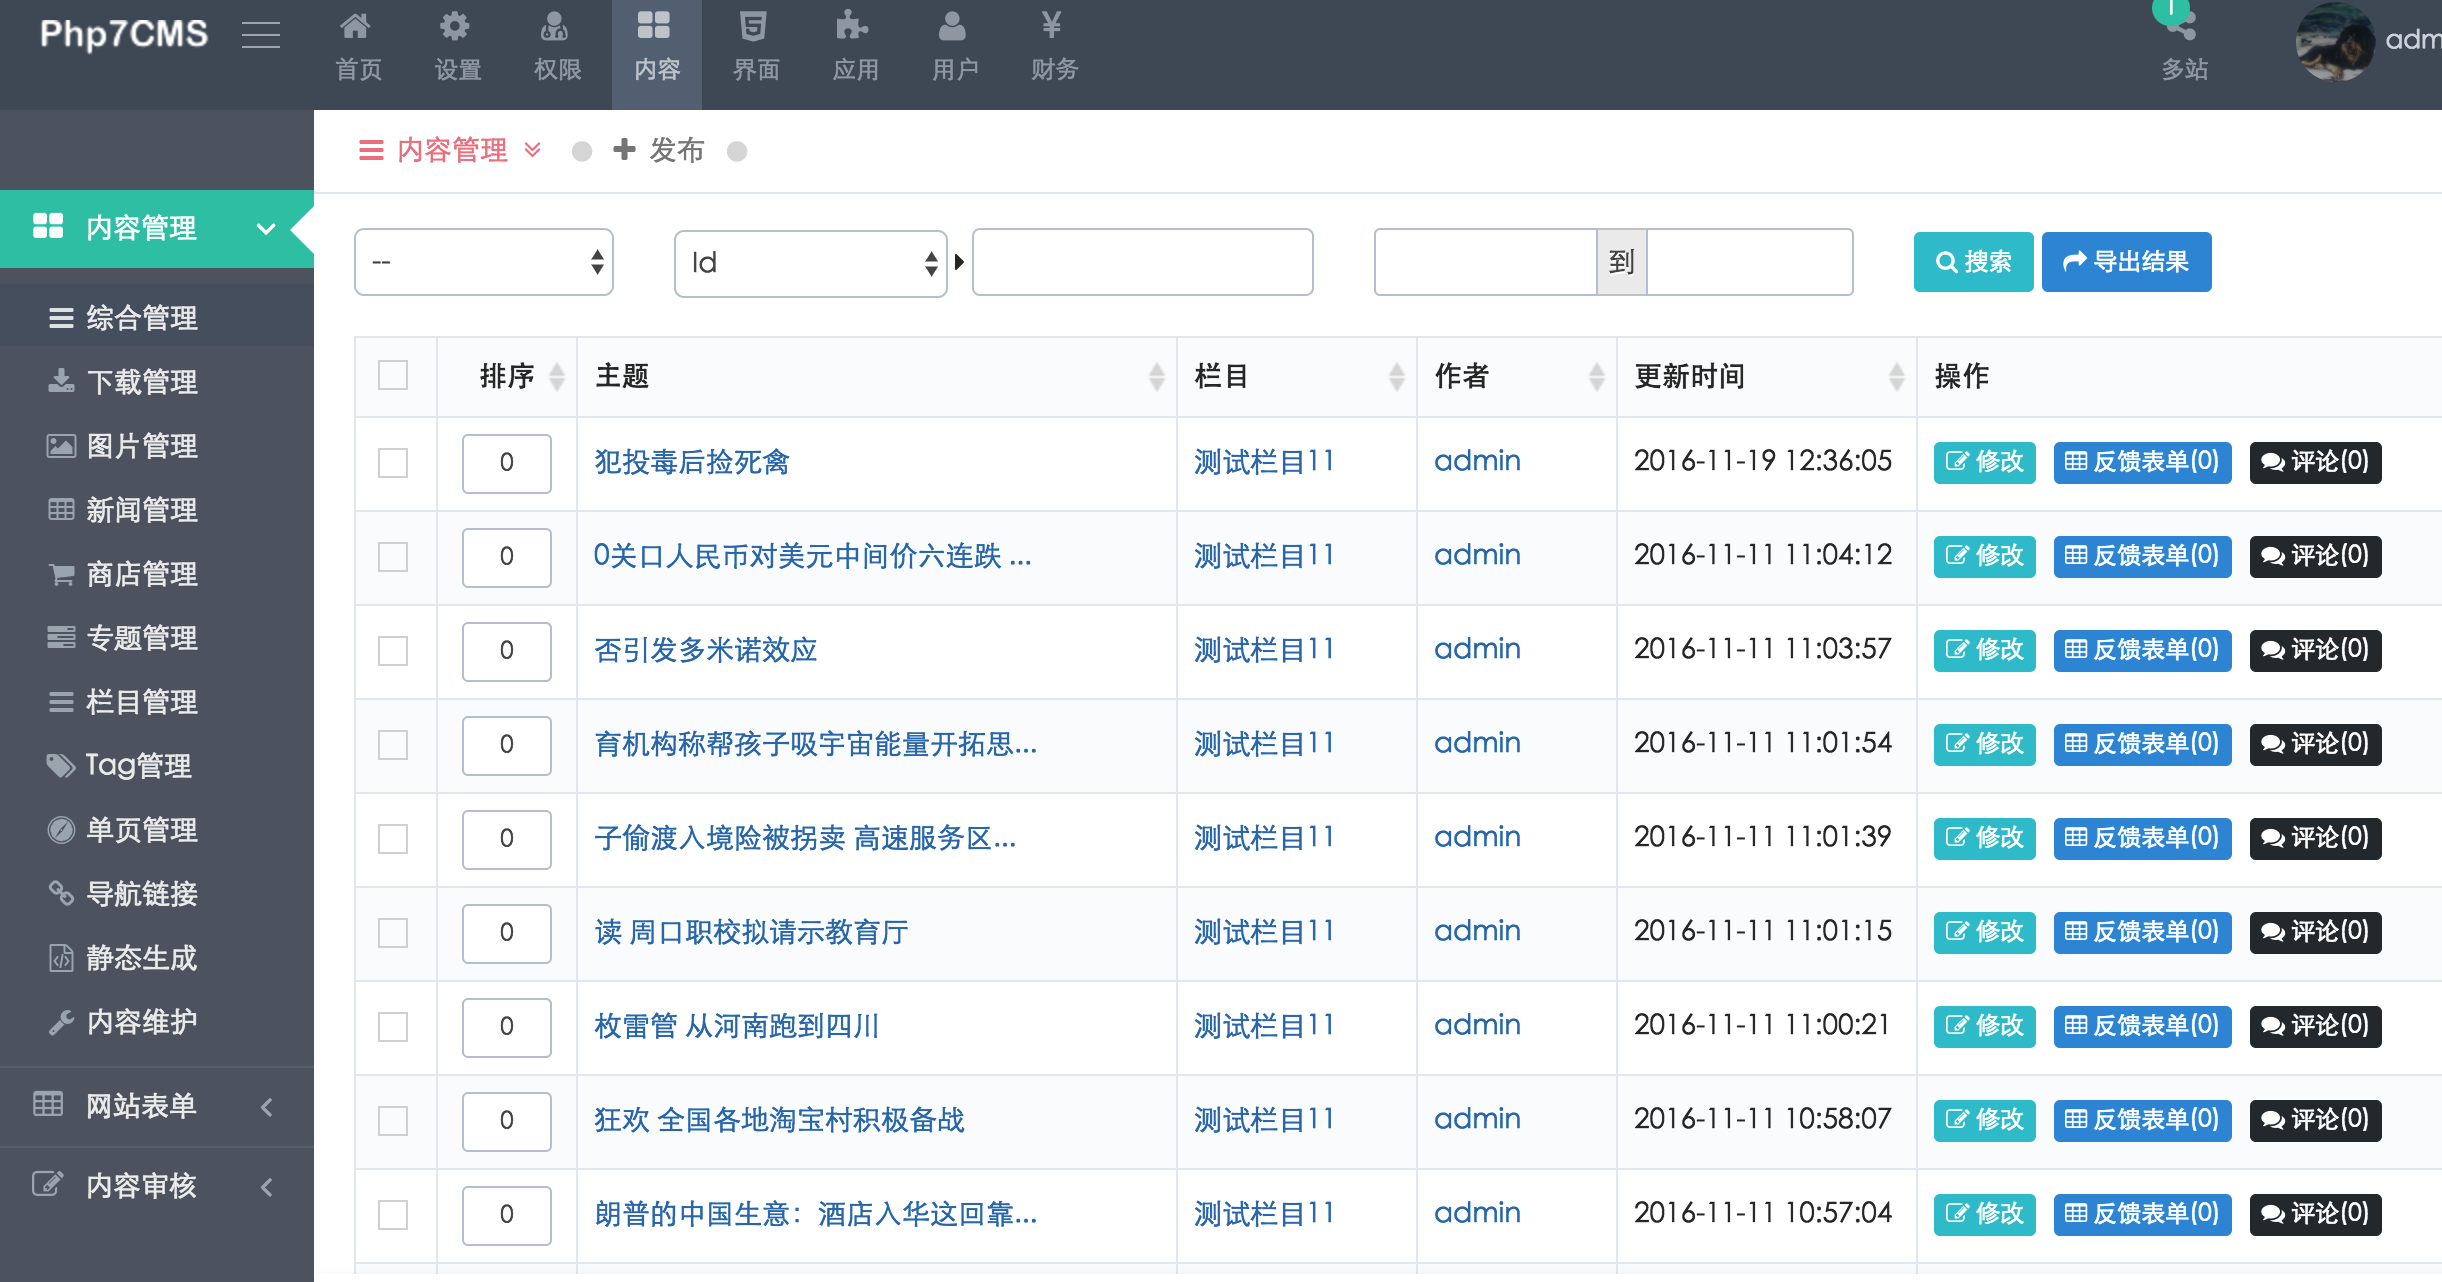 Php7CMS
首页 设置 权限 内容 界面 应用 用户 ¥ 财务 1 多站
内容管理 发布
内容管理
综合管理
下载管理
图片管理
新闻管理
商店管理
专题管理
栏目管理
Tag管理
单页管理
导航链接
静态生成
内容维护
网站表单
内容审核
-- Id 到 搜索 导出结果
排序 主题 栏目 作者 更新时间 操作
0 犯投毒后捡死禽 测试栏目11 admin 2016-11-19 12:36:05 修改 反馈表单(0) 评论(0)
0 0关口人民币对美元中间价六连跌 ... 测试栏目11 admin 2016-11-11 11:04:12 修改 反馈表单(0) 评论(0)
0 否引发多米诺效应 测试栏目11 admin 2016-11-11 11:03:57 修改 反馈表单(0) 评论(0)
0 育机构称帮孩子吸宇宙能量开拓思... 测试栏目11 admin 2016-11-11 11:01:54 修改 反馈表单(0) 评论(0)
0 子偷渡入境险被拐卖 高速服务区... 测试栏目11 admin 2016-11-11 11:01:39 修改 反馈表单(0) 评论(0)
0 读 周口职校拟请示教育厅 测试栏目11 admin 2016-11-11 11:01:15 修改 反馈表单(0) 评论(0)
0 枚雷管 从河南跑到四川 测试栏目11 admin 2016-11-11 11:00:21 修改 反馈表单(0) 评论(0)
0 狂欢 全国各地淘宝村积极备战 测试栏目11 admin 2016-11-11 10:58:07 修改 反馈表单(0) 评论(0)
0 朗普的中国生意：酒店入华这回靠... 测试栏目11 admin 2016-11-11 10:57:04 修改 反馈表单(0) 评论(0)